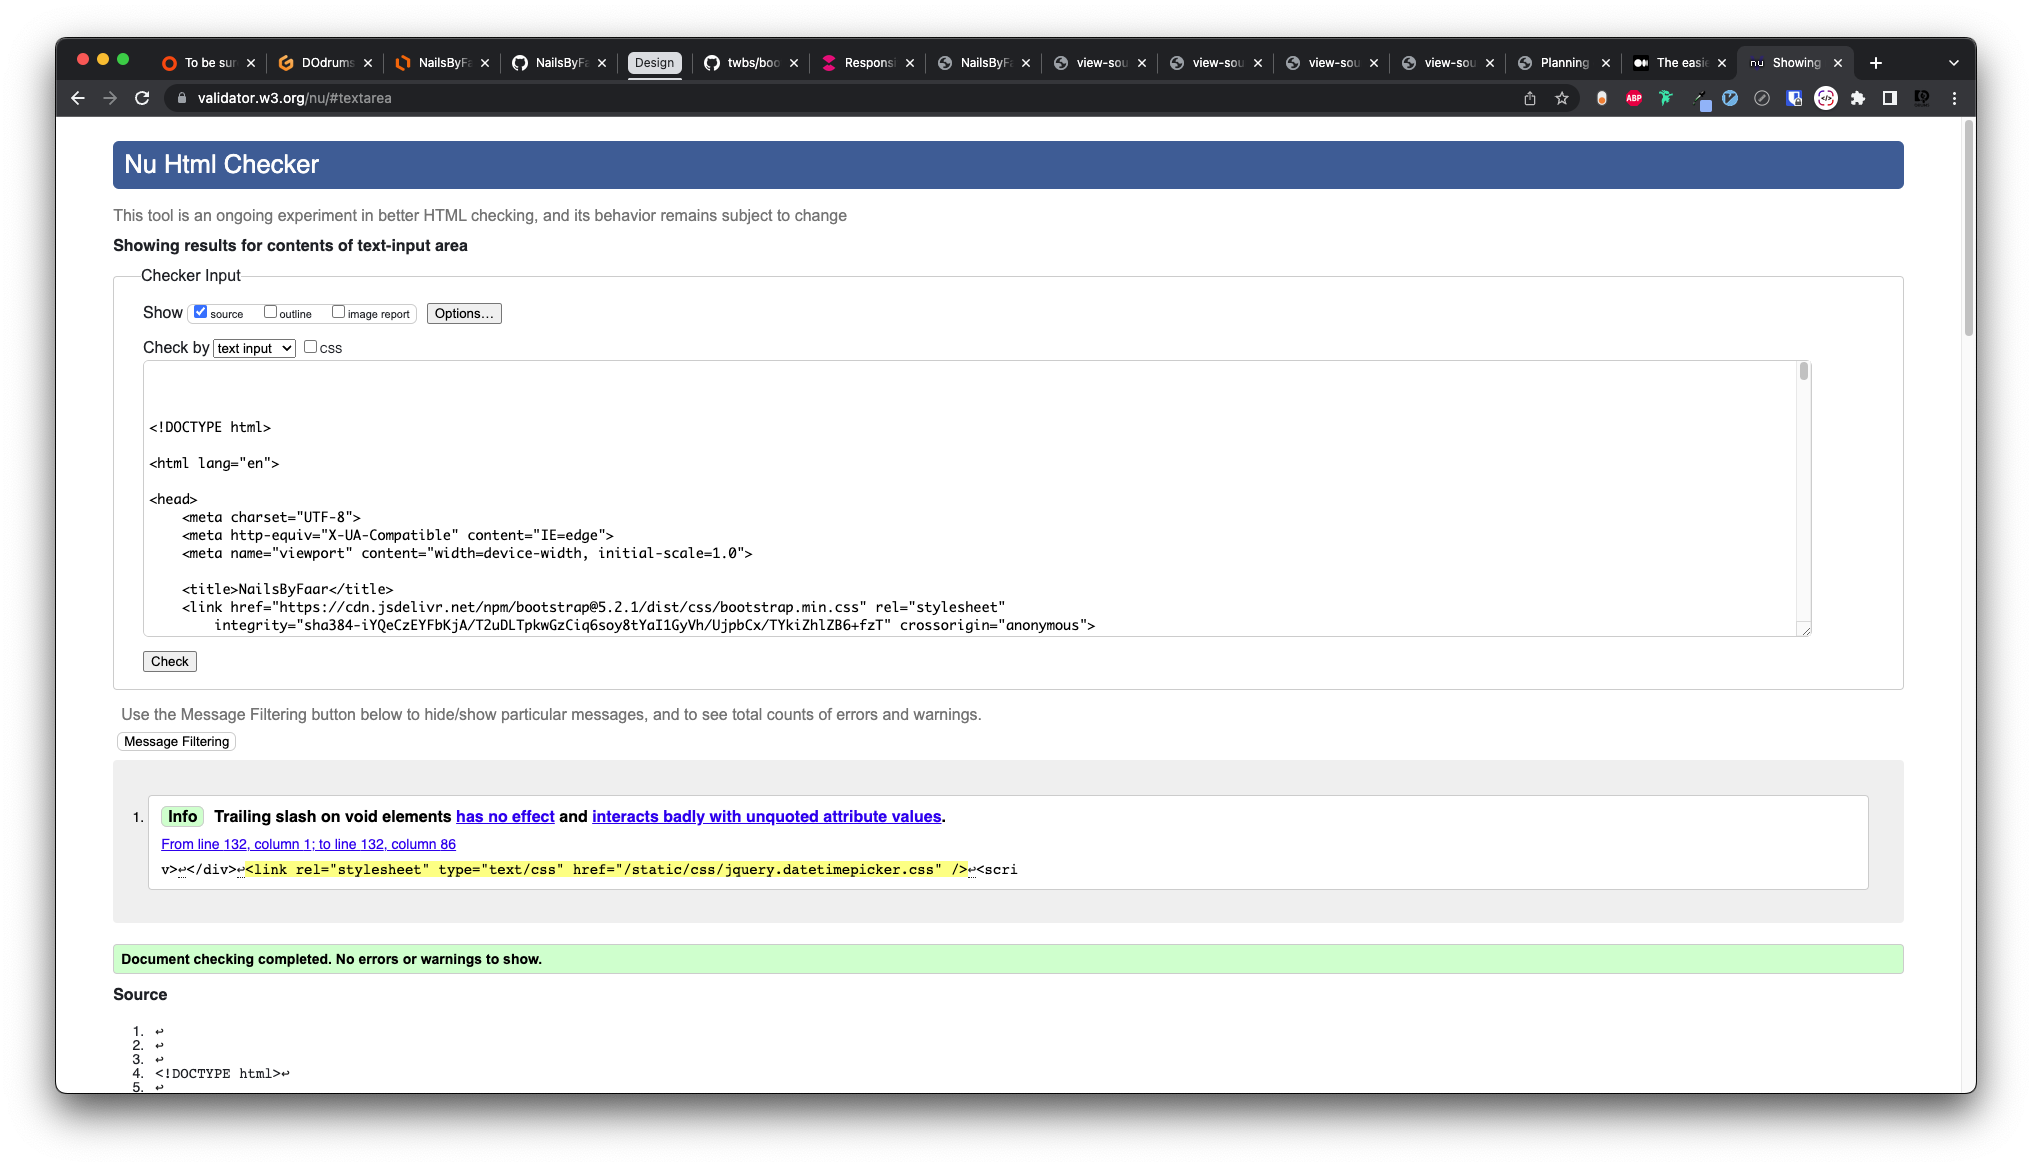 To be sur
DOdrums
NailsByFa
NailsByFa
Design
twbs/boo
Responsi
NailsByFa
view-sou
view-sou
view-sou
view-sou
Planning
The easie
nu Showing
validator.w3.org/nu/#textarea
ABP
Nu Html Checker
This tool is an ongoing experiment in better HTML checking, and its behavior remains subject to change
Showing results for contents of text-input area
Checker Input
Show source outline image report Options...
Check by text input css
<!DOCTYPE html>
<html lang="en">
<head>
<meta charset="UTF-8">
<meta http-equiv="X-UA-Compatible" content="IE=edge">
<meta name="viewport" content="width=device-width, initial-scale=1.0">
<title>NailsByFaar</title>
<link href="https://cdn.jsdelivr.net/npm/bootstrap@5.2.1/dist/css/bootstrap.min.css" rel="stylesheet"
integrity="sha384-iYQeCzEYFbKjA/T2uDLTpkwGzCiq6soy8tYaI1GyVh/UjpbCx/TYkiZhlZB6+fzT" crossorigin="anonymous">
Check
Use the Message Filtering button below to hide/show particular messages, and to see total counts of errors and warnings.
Message Filtering
1. Info Trailing slash on void elements has no effect and interacts badly with unquoted attribute values.
From line 132, column 1; to line 132, column 86
v>↩</div>↩<link rel="stylesheet" type="text/css" href="/static/css/jquery.datetimepicker.css" />↩<scri
Document checking completed. No errors or warnings to show.
Source
1. ↩
2. ↩
3. ↩
4. <!DOCTYPE html>↩
5. ↩